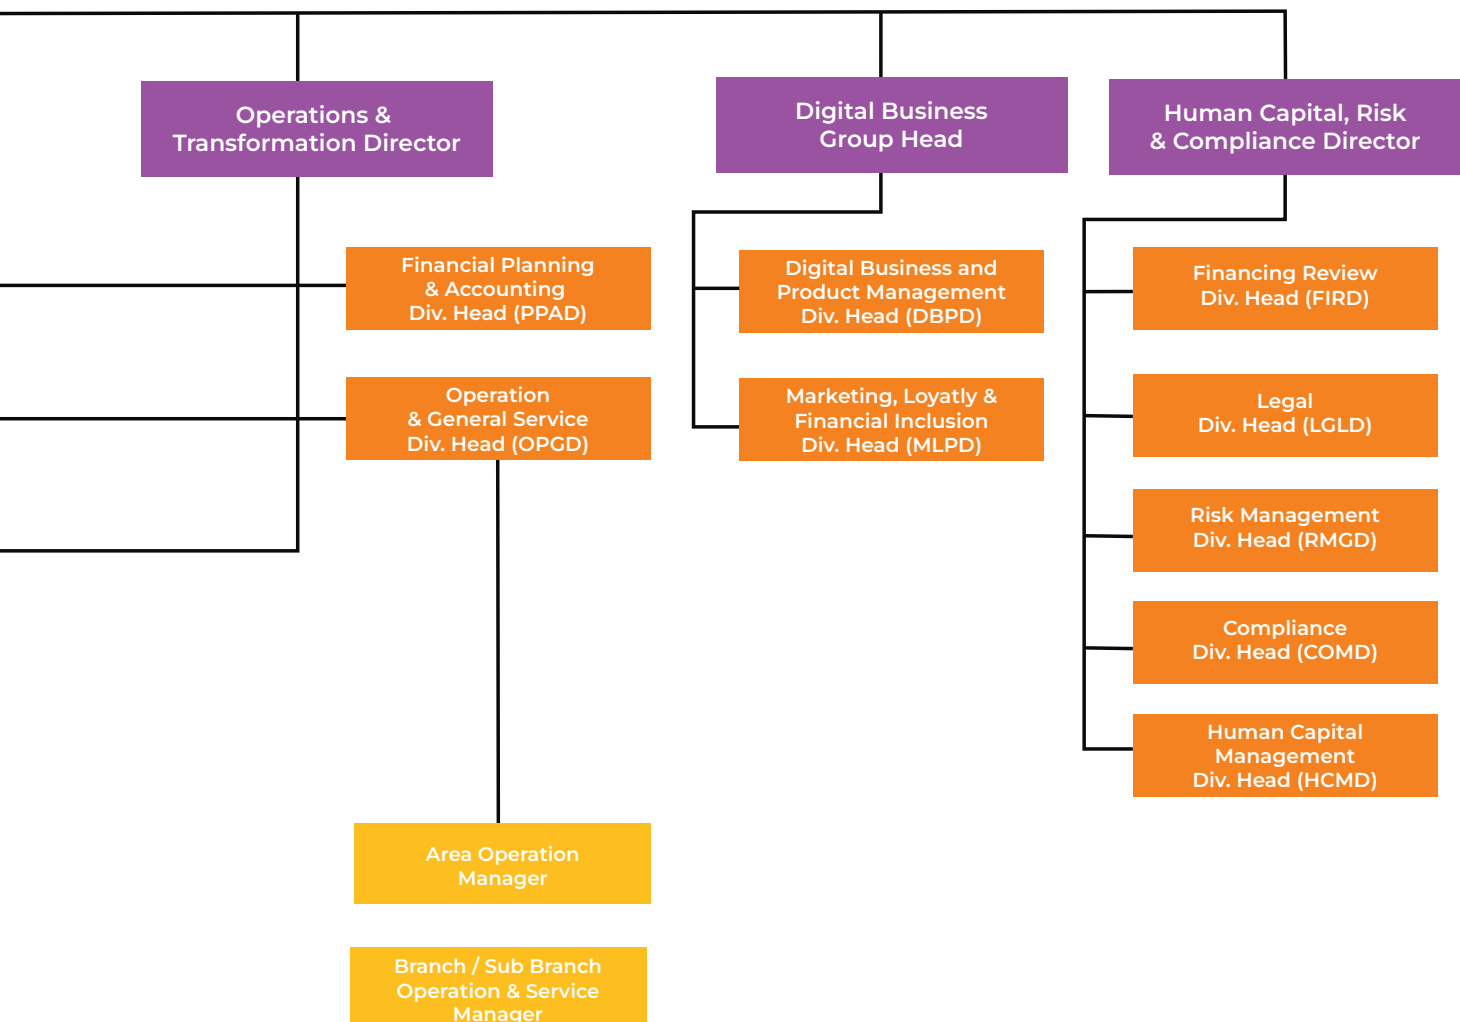 Operations &
Transformation Director
Digital Business
Group Head
Human Capital, Risk
& Compliance Director
Financial Planning
& Accounting
Div. Head (PPAD)
Operation
& General Service
Div. Head (OPGD)
Area Operation
Manager
Branch / Sub Branch
Operation & Service
Manager
Digital Business and
Product Management
Div. Head (DBPD)
Marketing, Loyatly &
Financial Inclusion
Div. Head (MLPD)
Financing Review
Div. Head (FIRD)
Legal
Div. Head (LGLD)
Risk Management
Div. Head (RMGD)
Compliance
Div. Head (COMD)
Human Capital
Management
Div. Head (HCMD)